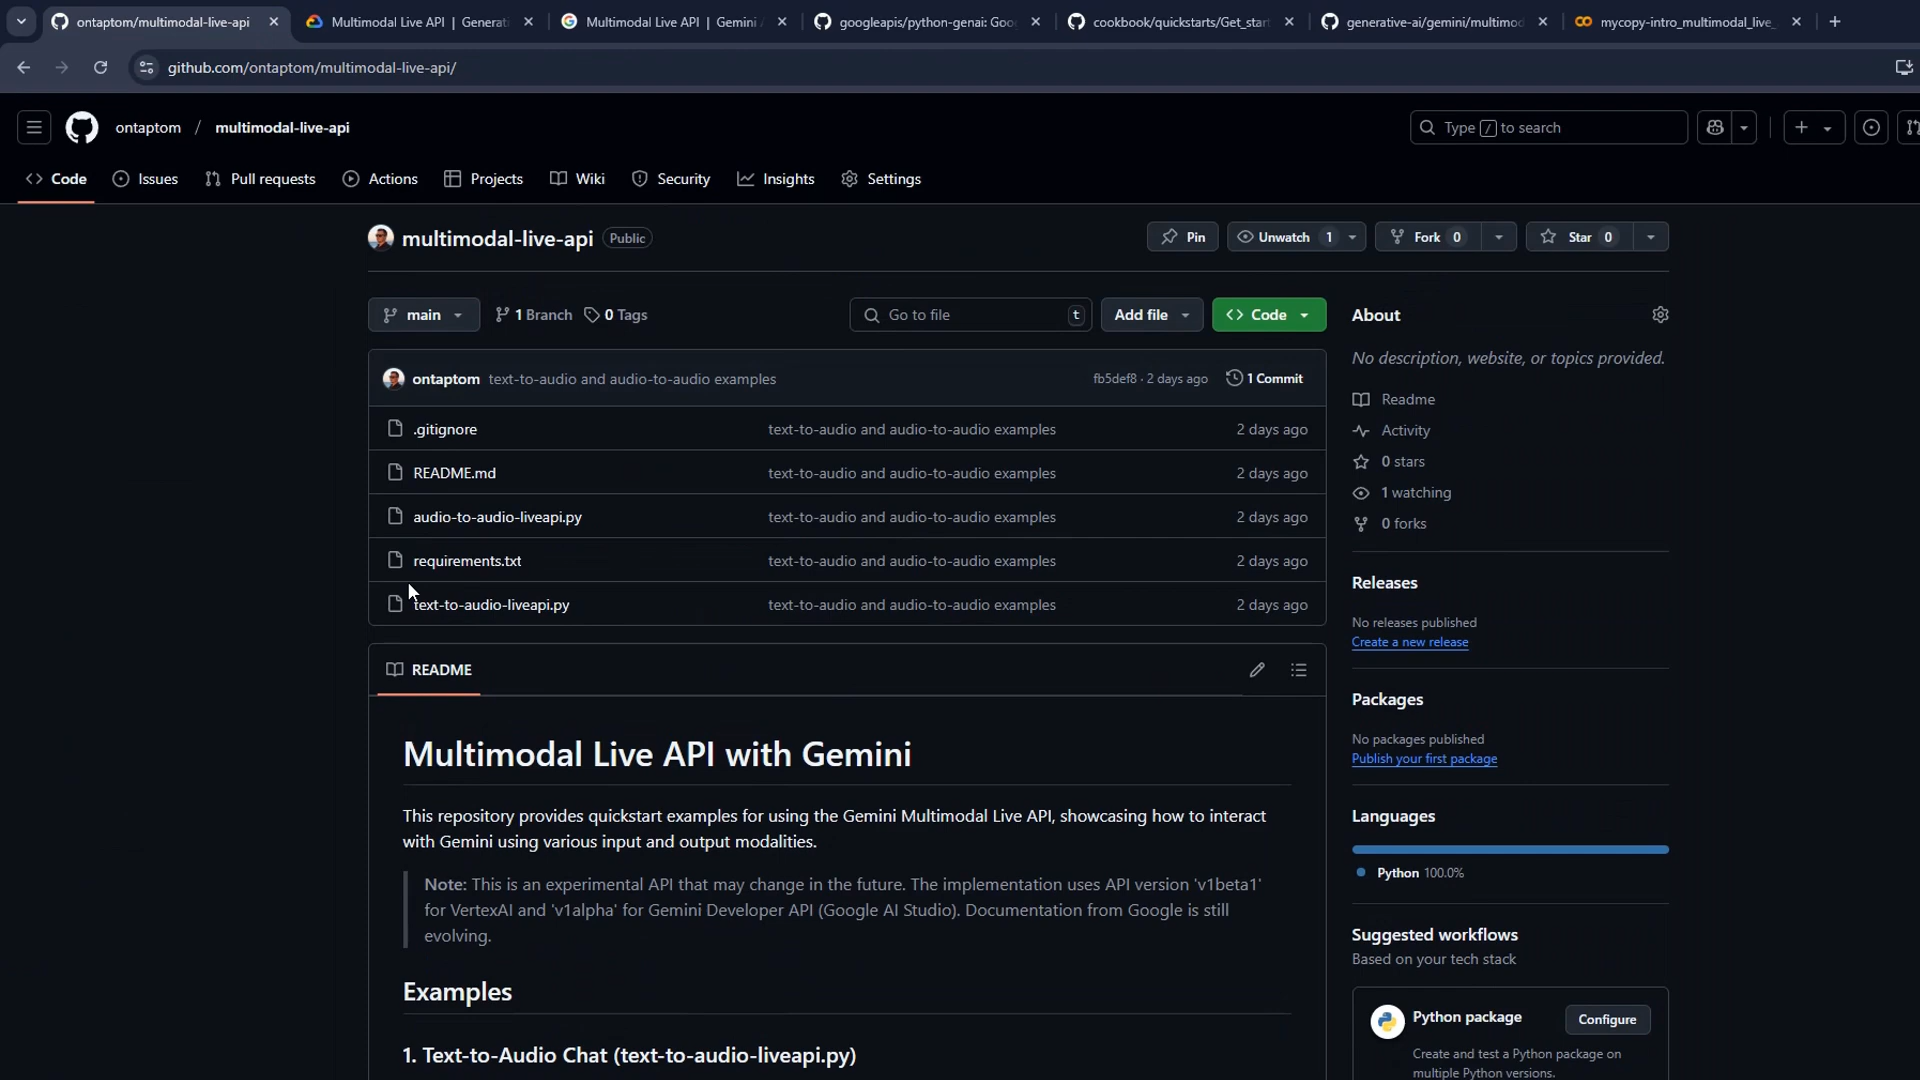 ontaptom/multimodal-live-api
Multimodal Live API | Generati
Multimodal Live API | Gemini
googleapis/python-genai: Goo
cookbook/quickstarts/Get_start
generative-ai/gemini/multimod
mycopy-intro_multimodal_live_
github.com/ontaptom/multimodal-live-api/
ontaptom / multimodal-live-api
Type / to search
Code
Issues
Pull requests
Actions
Projects
Wiki
Security
Insights
Settings
multimodal-live-api Public
Pin
Unwatch 1
Fork 0
Star 0
main
1 Branch
0 Tags
Go to file t
Add file
Code
ontaptom text-to-audio and audio-to-audio examples fb5def8 · 2 days ago 1 Commit
.gitignore text-to-audio and audio-to-audio examples 2 days ago
README.md text-to-audio and audio-to-audio examples 2 days ago
audio-to-audio-liveapi.py text-to-audio and audio-to-audio examples 2 days ago
requirements.txt text-to-audio and audio-to-audio examples 2 days ago
text-to-audio-liveapi.py text-to-audio and audio-to-audio examples 2 days ago
README
Multimodal Live API with Gemini
This repository provides quickstart examples for using the Gemini Multimodal Live API, showcasing how to interact
with Gemini using various input and output modalities.
Note: This is an experimental API that may change in the future. The implementation uses API version 'v1beta1'
for VertexAI and 'v1alpha' for Gemini Developer API (Google AI Studio). Documentation from Google is still
evolving.
Examples
1. Text-to-Audio Chat (text-to-audio-liveapi.py)
About
No description, website, or topics provided.
Readme
Activity
0 stars
1 watching
0 forks
Releases
No releases published
Create a new release
Packages
No packages published
Publish your first package
Languages
Python 100.0%
Suggested workflows
Based on your tech stack
Python package
Configure
Create and test a Python package on
multiple Python versions.